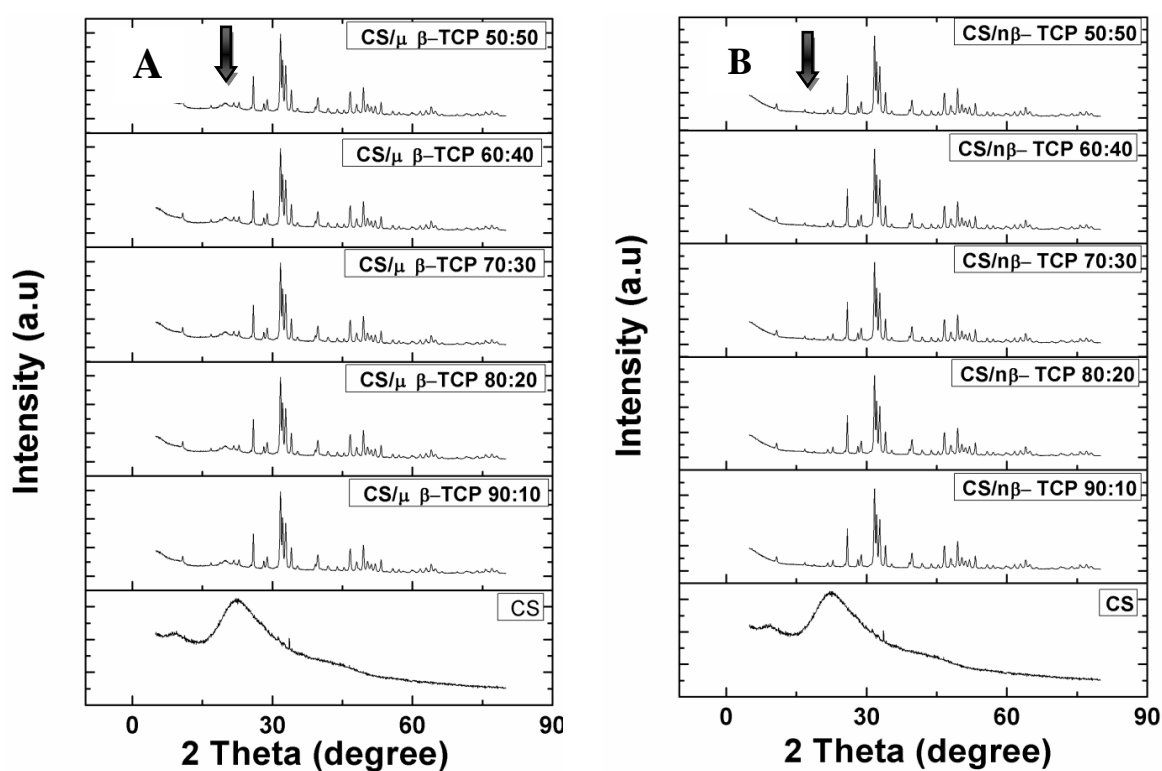 A
CS/μ β–TCP 50:50
CS/μ β–TCP 60:40
CS/μ β–TCP 70:30
CS/μ β–TCP 80:20
CS/μ β–TCP 90:10
CS
Intensity (a.u)
0 30 60 90
2 Theta (degree)
B
CS/nβ– TCP 50:50
CS/nβ– TCP 60:40
CS/nβ– TCP 70:30
CS/nβ– TCP 80:20
CS/nβ– TCP 90:10
CS
Intensity (a.u)
0 30 60 90
2 Theta (degree)